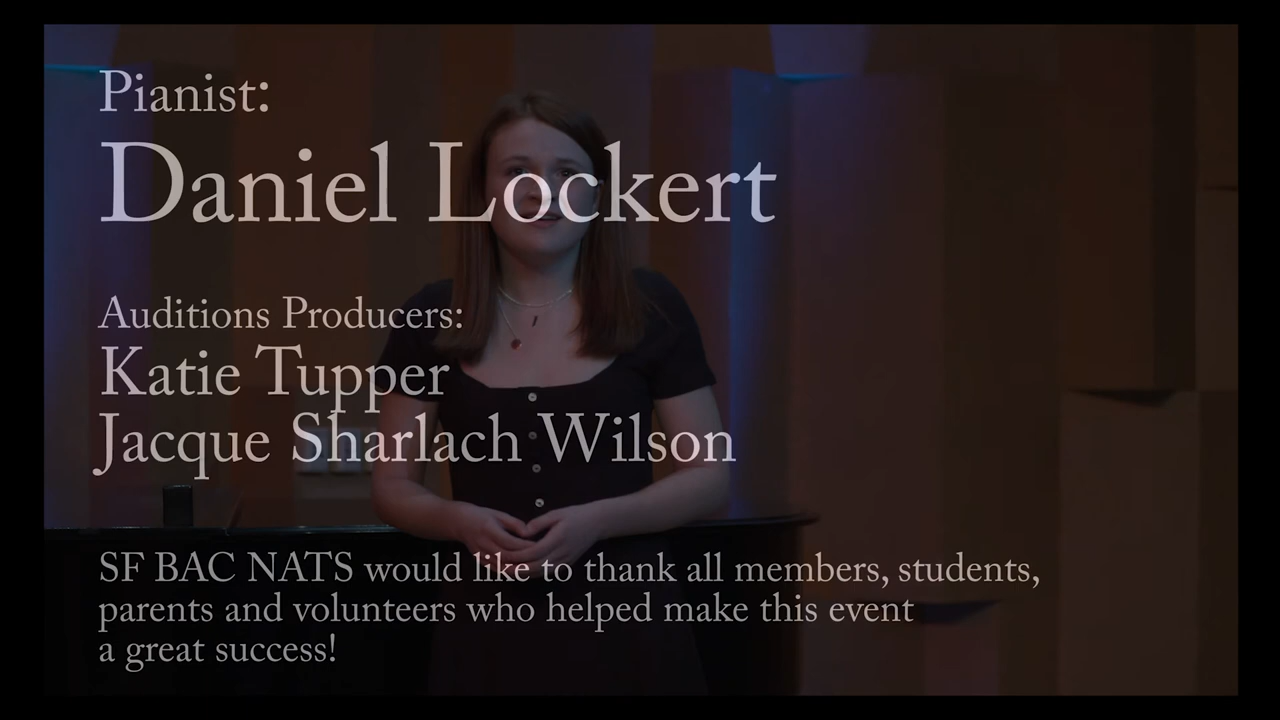 Pianist:
Daniel Lockert
Auditions Producers:
Katie Tupper
Jacque Sharlach Wilson
SF BAC NATS would like to thank all members, students,
parents and volunteers who helped make this event
a great success!